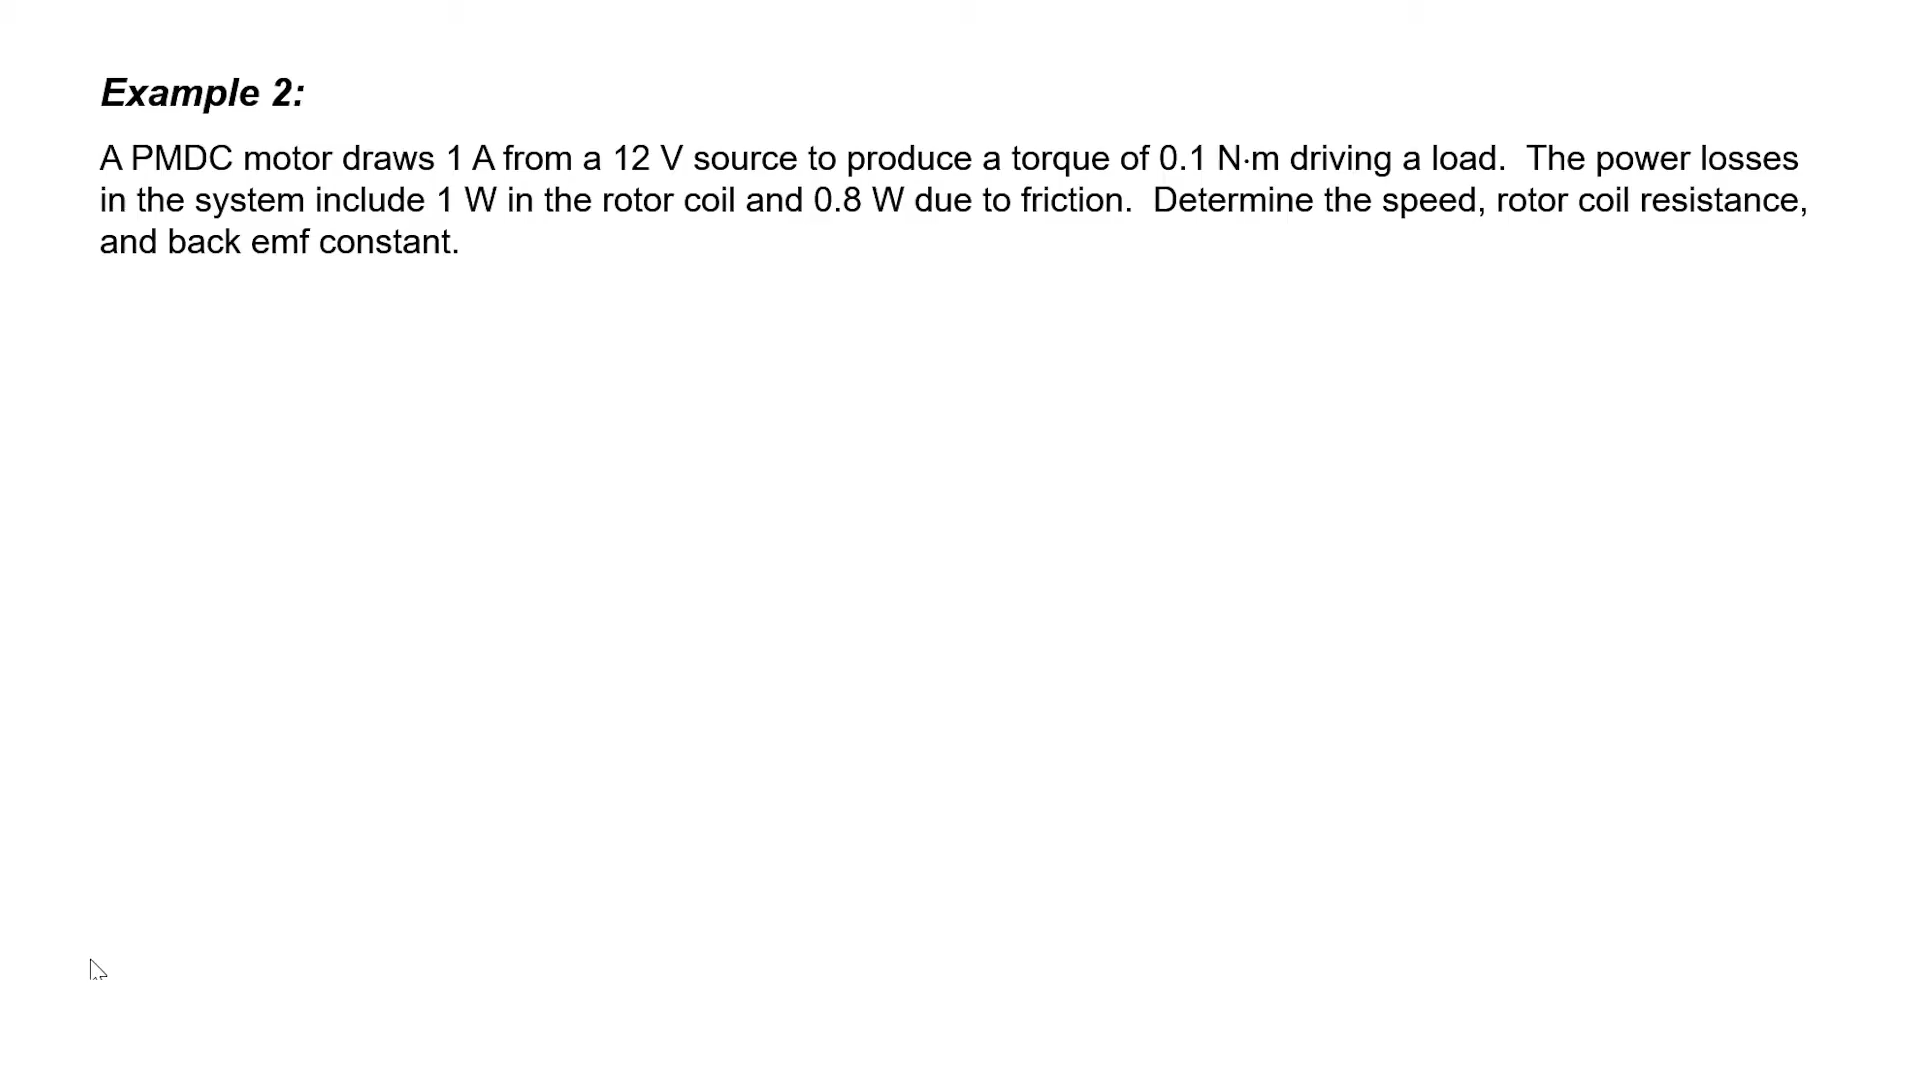 Example 2:
A PMDC motor draws 1 A from a 12 V source to produce a torque of 0.1 N·m driving a load.  The power losses
in the system include 1 W in the rotor coil and 0.8 W due to friction.  Determine the speed, rotor coil resistance,
and back emf constant.